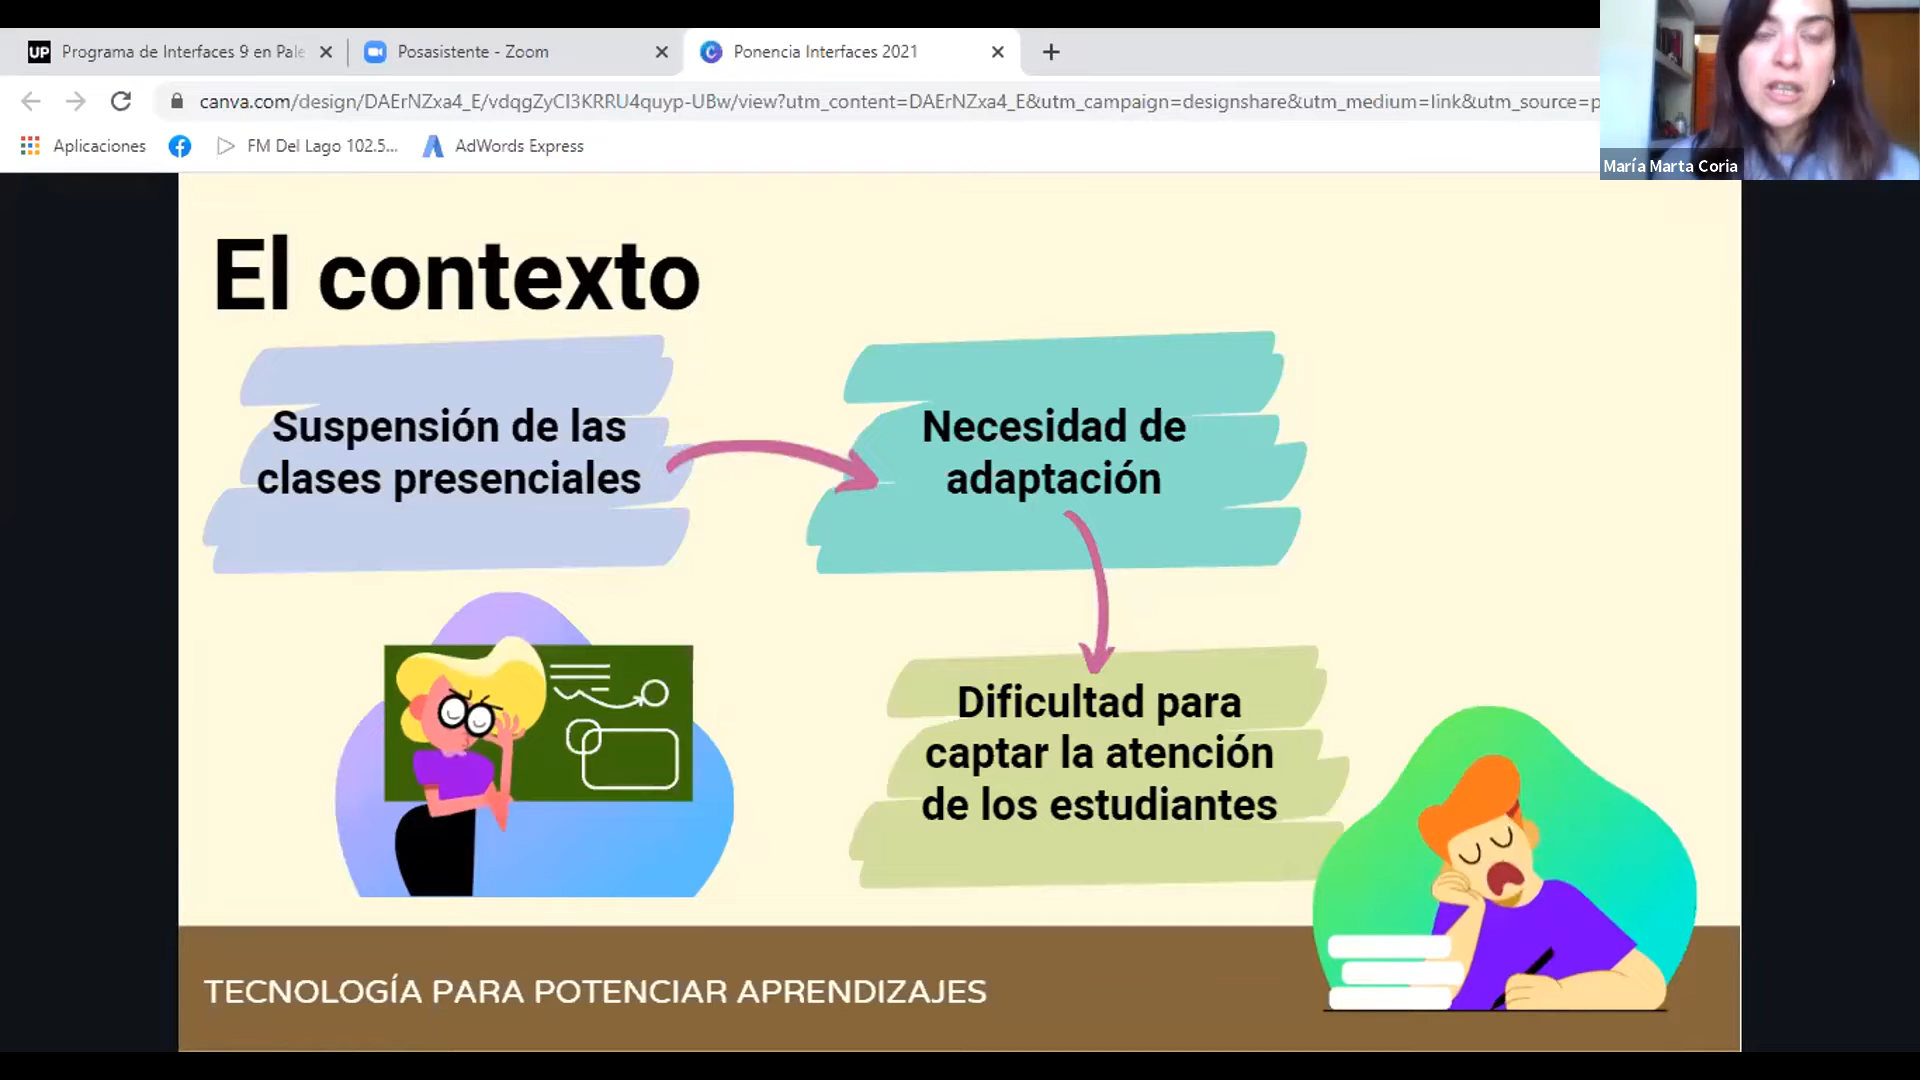 UP Programa de Interfaces 9 en Pale
Posasistente - Zoom
Ponencia Interfaces 2021
canva.com/design/DAErNZxa4_E/vdqgZyCI3KRRU4quyp-UBw/view?utm_content=DAErNZxa4_E&utm_campaign=designshare&utm_medium=link&utm_source=p
Aplicaciones
FM Del Lago 102.5...
AdWords Express
María Marta Coria
El contexto
Suspensión de las
clases presenciales
Necesidad de
adaptación
Dificultad para
captar la atención
de los estudiantes
TECNOLOGÍA PARA POTENCIAR APRENDIZAJES